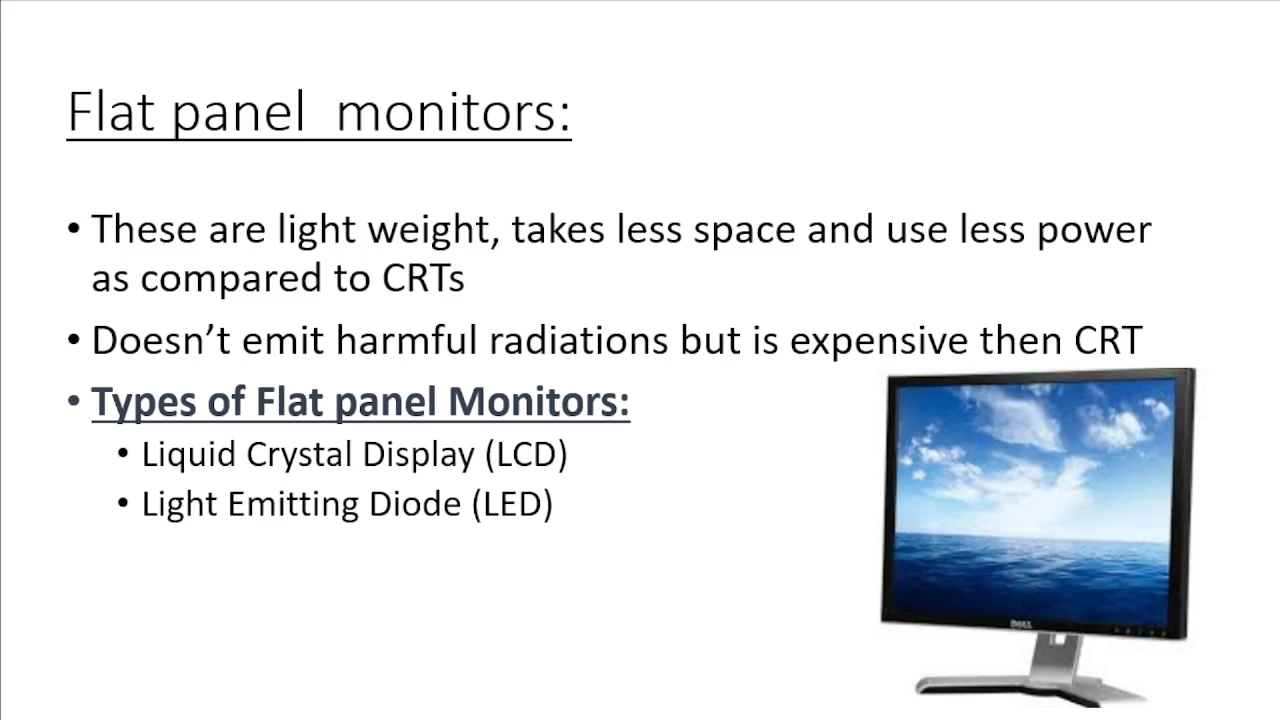 Flat panel  monitors:
• These are light weight, takes less space and use less power
as compared to CRTs
• Doesn’t emit harmful radiations but is expensive then CRT
• Types of Flat panel Monitors:
• Liquid Crystal Display (LCD)
• Light Emitting Diode (LED)
DELL